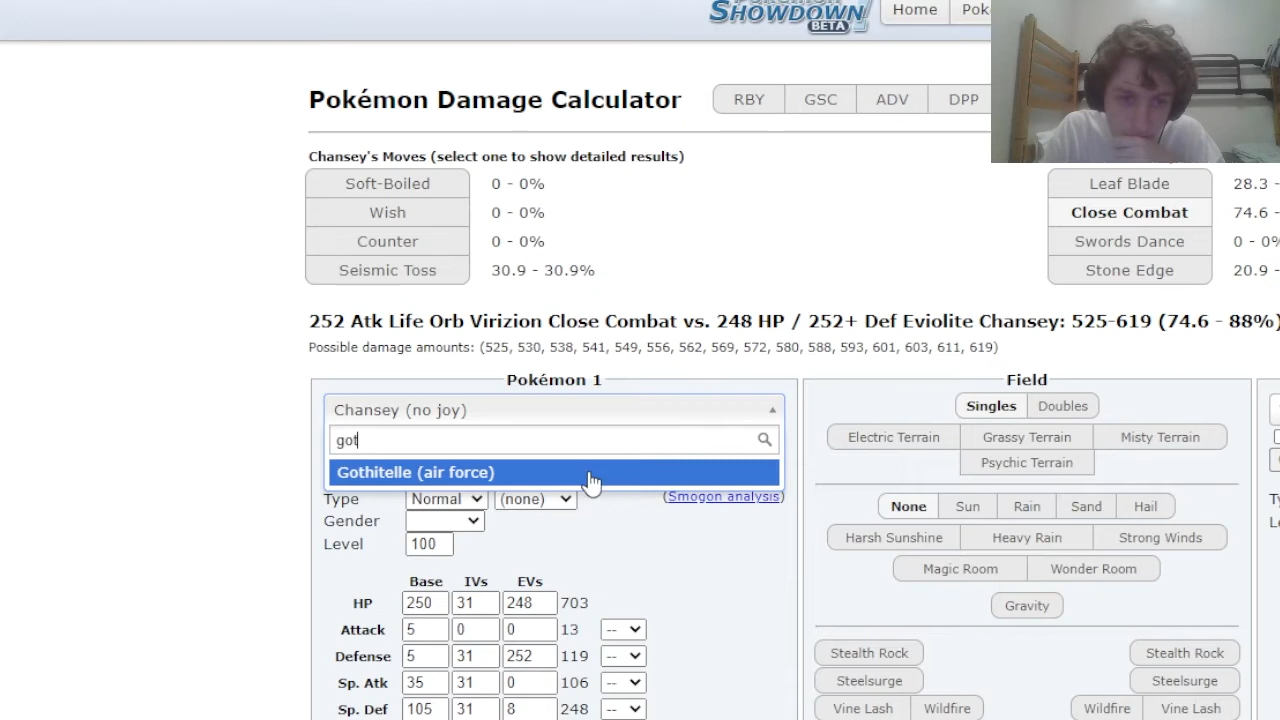 Pokémon
SHOWDOWN
BETA
Home
Pok
Pokémon Damage Calculator
RBY
GSC
ADV
DPP
Chansey's Moves (select one to show detailed results)
Soft-Boiled 0 - 0%
Wish 0 - 0%
Counter 0 - 0%
Seismic Toss 30.9 - 30.9%
Leaf Blade 28.3 -
Close Combat 74.6 -
Swords Dance 0 - 0%
Stone Edge 20.9 -
252 Atk Life Orb Virizion Close Combat vs. 248 HP / 252+ Def Eviolite Chansey: 525-619 (74.6 - 88%)
Possible damage amounts: (525, 530, 538, 541, 549, 556, 562, 569, 572, 580, 588, 593, 601, 603, 611, 619)
Pokémon 1
Chansey (no joy)
got
Gothitelle (air force)
Type Normal (none) (Smogon analysis)
Gender
Level 100
Base IVs EVs
HP 250 31 248 703
Attack 5 0 0 13 --
Defense 5 31 252 119 --
Sp. Atk 35 31 0 106 --
Sp. Def 105 31 8 248 --
Field
Singles Doubles
Electric Terrain Grassy Terrain Misty Terrain
Psychic Terrain
None Sun Rain Sand Hail
Harsh Sunshine Heavy Rain Strong Winds
Magic Room Wonder Room
Gravity
Stealth Rock Stealth Rock
Steelsurge Steelsurge
Vine Lash Wildfire Wildfire Vine Lash